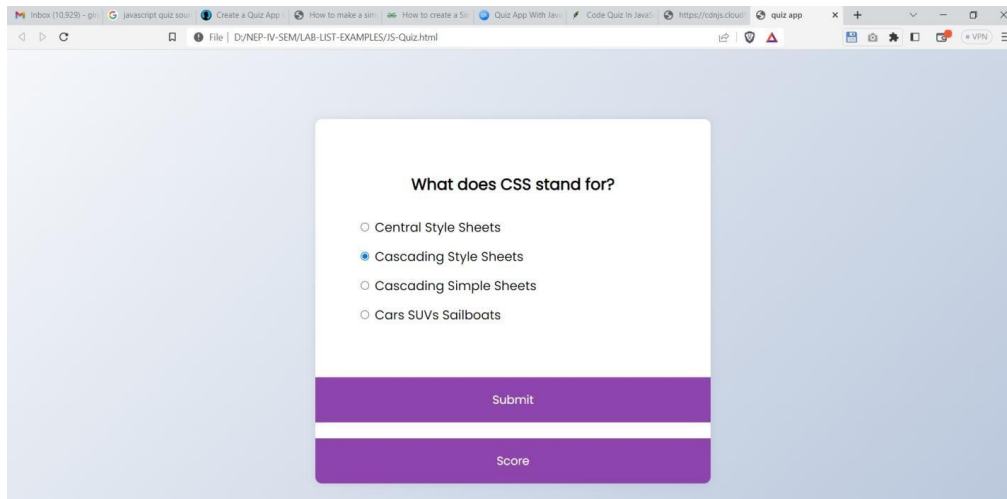 Inbox (10,929) - gir
javascript quiz sour
Create a Quiz App
How to make a sim
How to create a Sim
Quiz App With Java
Code Quiz In JavaS
https://cdnjs.cloudf
quiz app
File | D:/NEP-IV-SEM/LAB-LIST-EXAMPLES/JS-Quiz.html
VPN
What does CSS stand for?
Central Style Sheets
Cascading Style Sheets
Cascading Simple Sheets
Cars SUVs Sailboats
Submit
Score